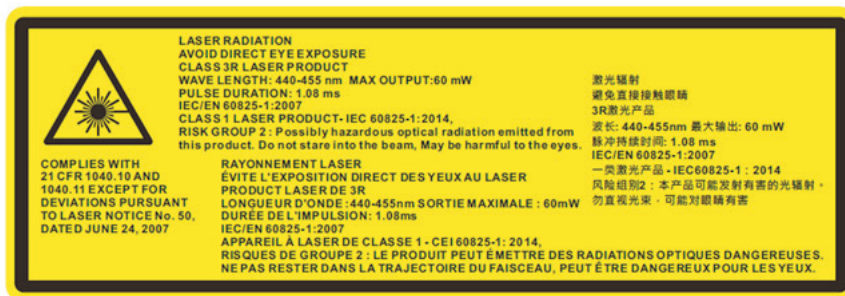 LASER RADIATION
AVOID DIRECT EYE EXPOSURE
CLASS 3R LASER PRODUCT
WAVE LENGTH: 440-455 nm MAX OUTPUT:60 mW
PULSE DURATION: 1.08 ms
IEC/EN 60825-1:2007
CLASS 1 LASER PRODUCT- IEC 60825-1:2014,
RISK GROUP 2 : Possibly hazardous optical radiation emitted from
this product. Do not stare into the beam, May be harmful to the eyes.
COMPLIES WITH
21 CFR 1040.10 AND
1040.11 EXCEPT FOR
DEVIATIONS PURSUANT
TO LASER NOTICE No. 50,
DATED JUNE 24, 2007
RAYONNEMENT LASER
ÉVITE L'EXPOSITION DIRECT DES YEUX AU LASER
PRODUCT LASER DE 3R
LONGUEUR D'ONDE :440-455nm SORTIE MAXIMALE : 60mW
DURÉE DE L'IMPULSION: 1.08ms
IEC/EN 60825-1:2007
APPAREIL À LASER DE CLASSE 1 - CEI 60825-1: 2014,
RISQUES DE GROUPE 2 : LE PRODUIT PEUT ÉMETTRE DES RADIATIONS OPTIQUES DANGEREUSES.
NE PAS RESTER DANS LA TRAJECTOIRE DU FAISCEAU, PEUT ÊTRE DANGEREUX POUR LES YEUX.
激光辐射
避免直接接触眼睛
3R激光产品
波长: 440-455nm 最大输出: 60 mW
脉冲持续时间: 1.08 ms
IEC/EN 60825-1:2007
一类激光产品 - IEC60825-1：2014
风险组别2：本产品可能发射有害的光辐射。
勿直视光束，可能对眼睛有害